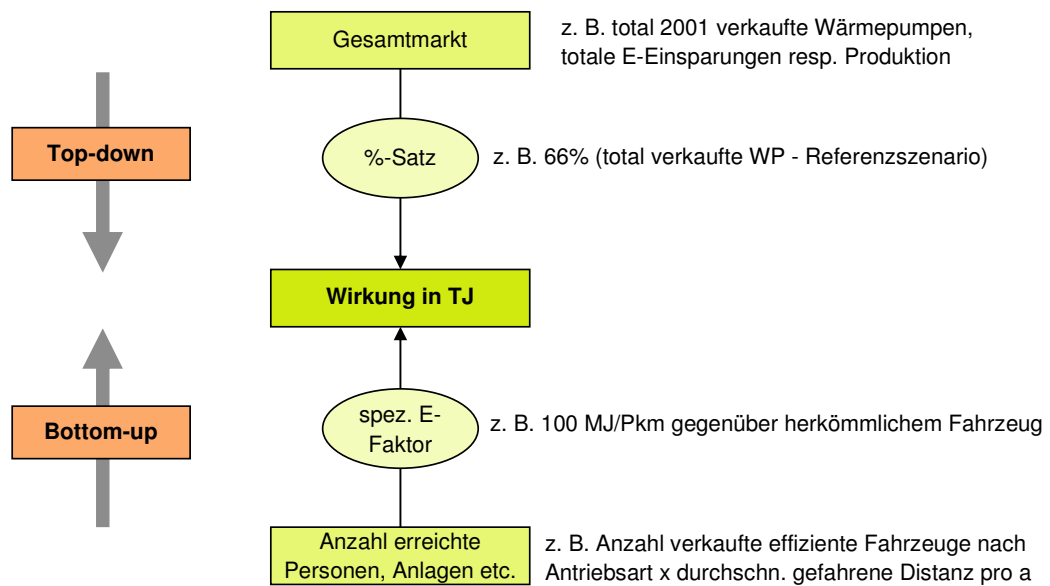 Gesamtmarkt
z. B. total 2001 verkaufte Wärmepumpen,
totale E-Einsparungen resp. Produktion
Top-down
%-Satz
z. B. 66% (total verkaufte WP - Referenzszenario)
Wirkung in TJ
Bottom-up
spez. E-
Faktor
z. B. 100 MJ/Pkm gegenüber herkömmlichem Fahrzeug
Anzahl erreichte
Personen, Anlagen etc.
z. B. Anzahl verkaufte effiziente Fahrzeuge nach
Antriebsart x durchschn. gefahrene Distanz pro a